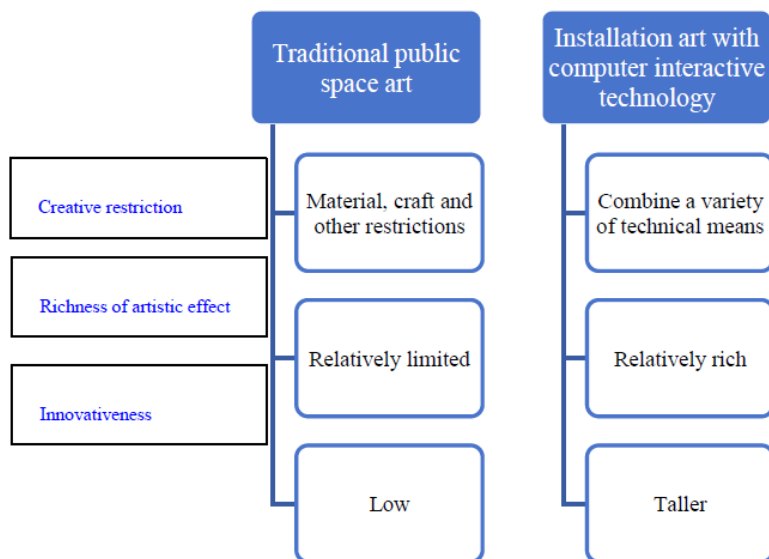 Traditional public
space art
Installation art with
computer interactive
technology
Creative restriction
Material, craft and
other restrictions
Combine a variety
of technical means
Richness of artistic effect
Relatively limited
Relatively rich
Innovativeness
Low
Taller